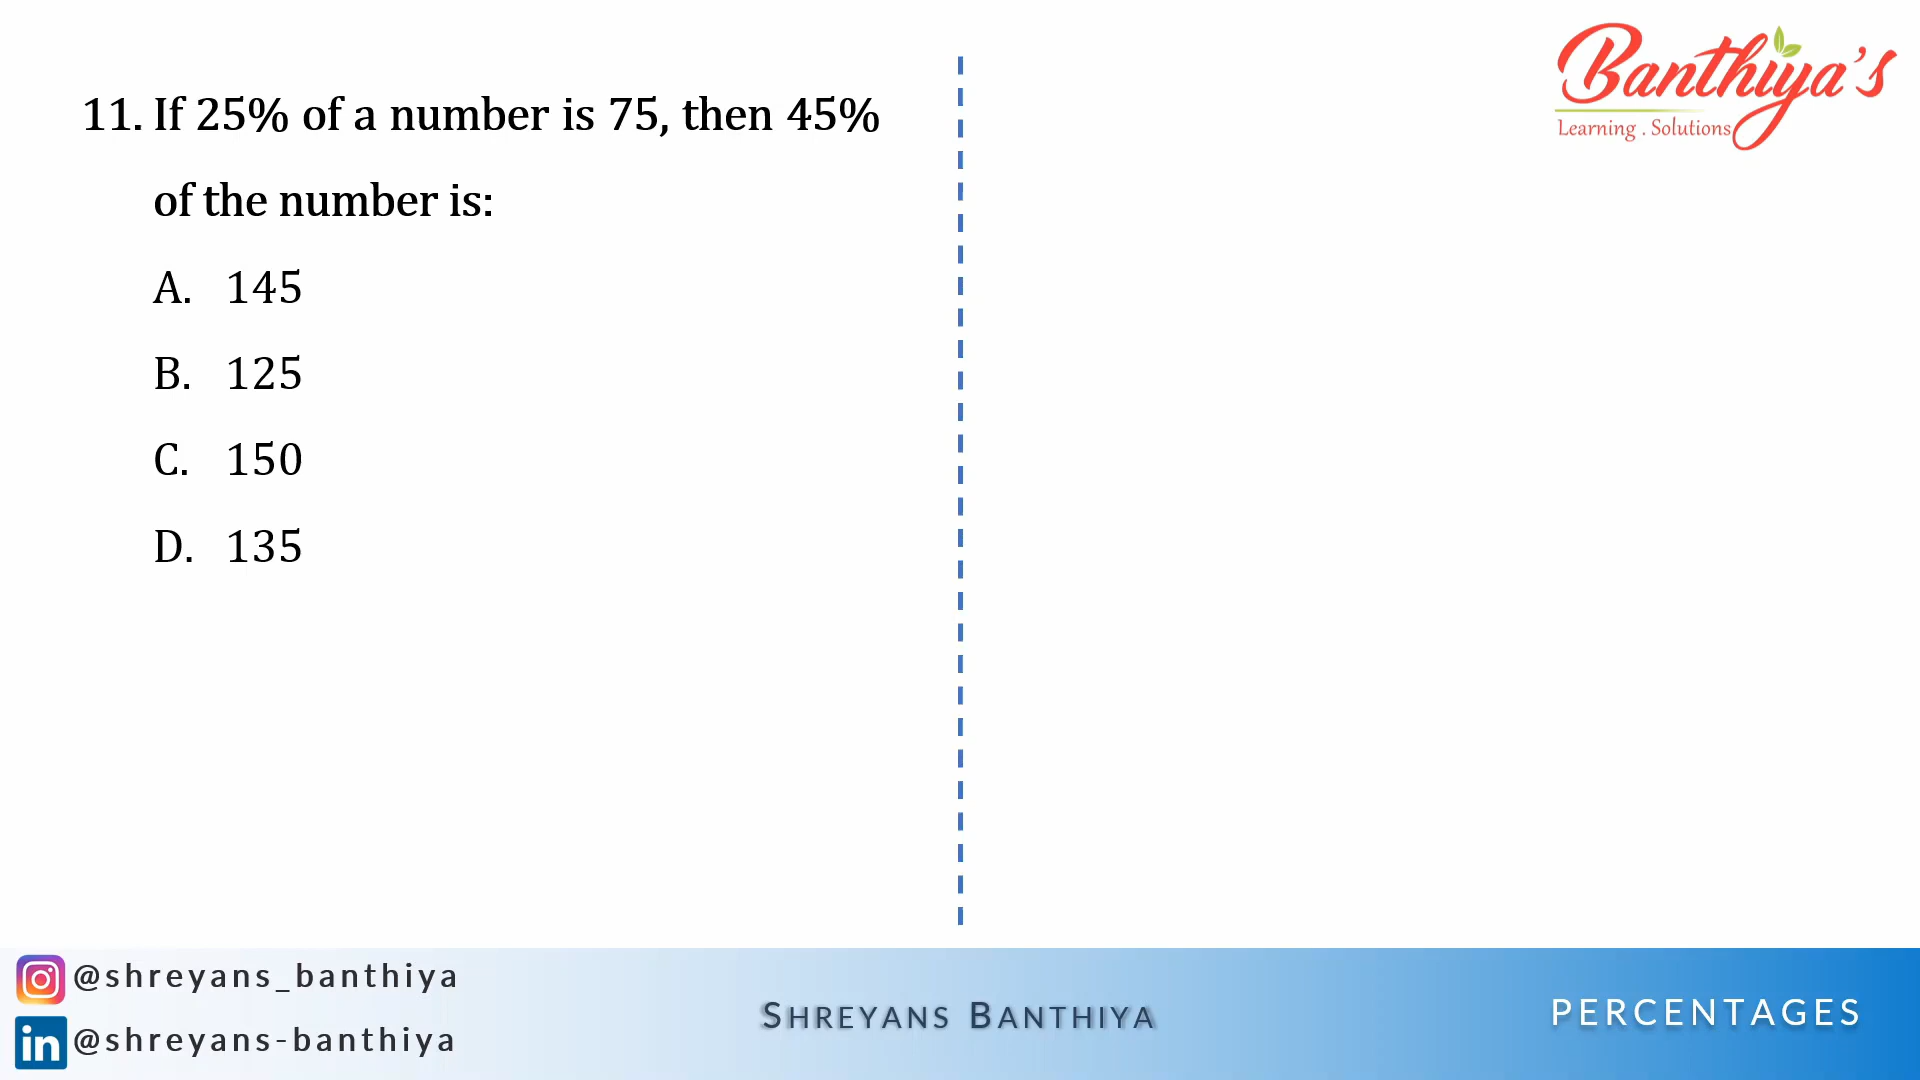 11. If 25% of a number is 75, then 45%
of the number is:
A. 145
B. 125
C. 150
D. 135
Banthiya's
Learning . Solutions
@shreyans_banthiya
@shreyans-banthiya
SHREYANS BANTHIYA
PERCENTAGES